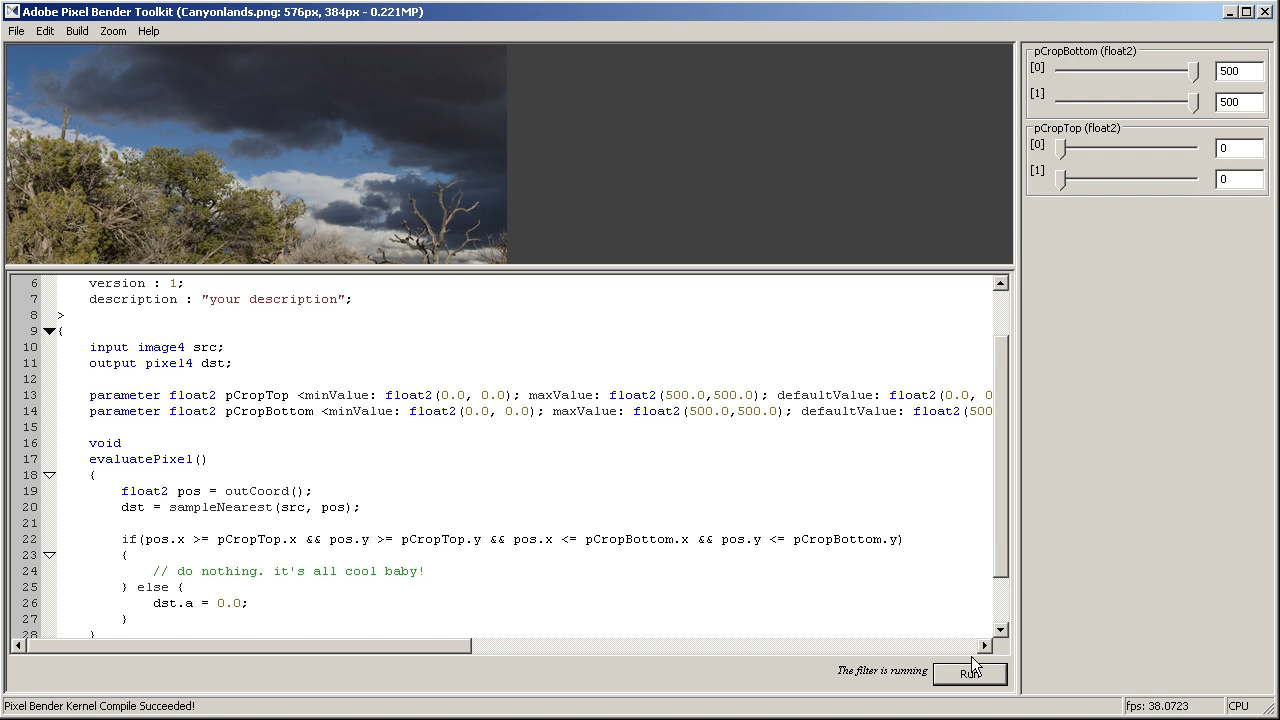 Adobe Pixel Bender Toolkit (Canyonlands.png: 576px, 384px - 0.221MP)
File Edit Build Zoom Help
pCropBottom (float2)
[0] 500
[1] 500
pCropTop (float2)
[0] 0
[1] 0
6 version : 1;
7 description : "your description";
8 >
9 {
10 input image4 src;
11 output pixel4 dst;
12
13 parameter float2 pCropTop <minValue: float2(0.0, 0.0); maxValue: float2(500.0,500.0); defaultValue: float2(0.0, 0
14 parameter float2 pCropBottom <minValue: float2(0.0, 0.0); maxValue: float2(500.0,500.0); defaultValue: float2(500
15
16 void
17 evaluatePixel()
18 {
19 float2 pos = outCoord();
20 dst = sampleNearest(src, pos);
21
22 if(pos.x >= pCropTop.x && pos.y >= pCropTop.y && pos.x <= pCropBottom.x && pos.y <= pCropBottom.y)
23 {
24 // do nothing. it's all cool baby!
25 } else {
26 dst.a = 0.0;
27 }
28 }
The filter is running Run
Pixel Bender Kernel Compile Succeeded! fps: 38.0723 CPU